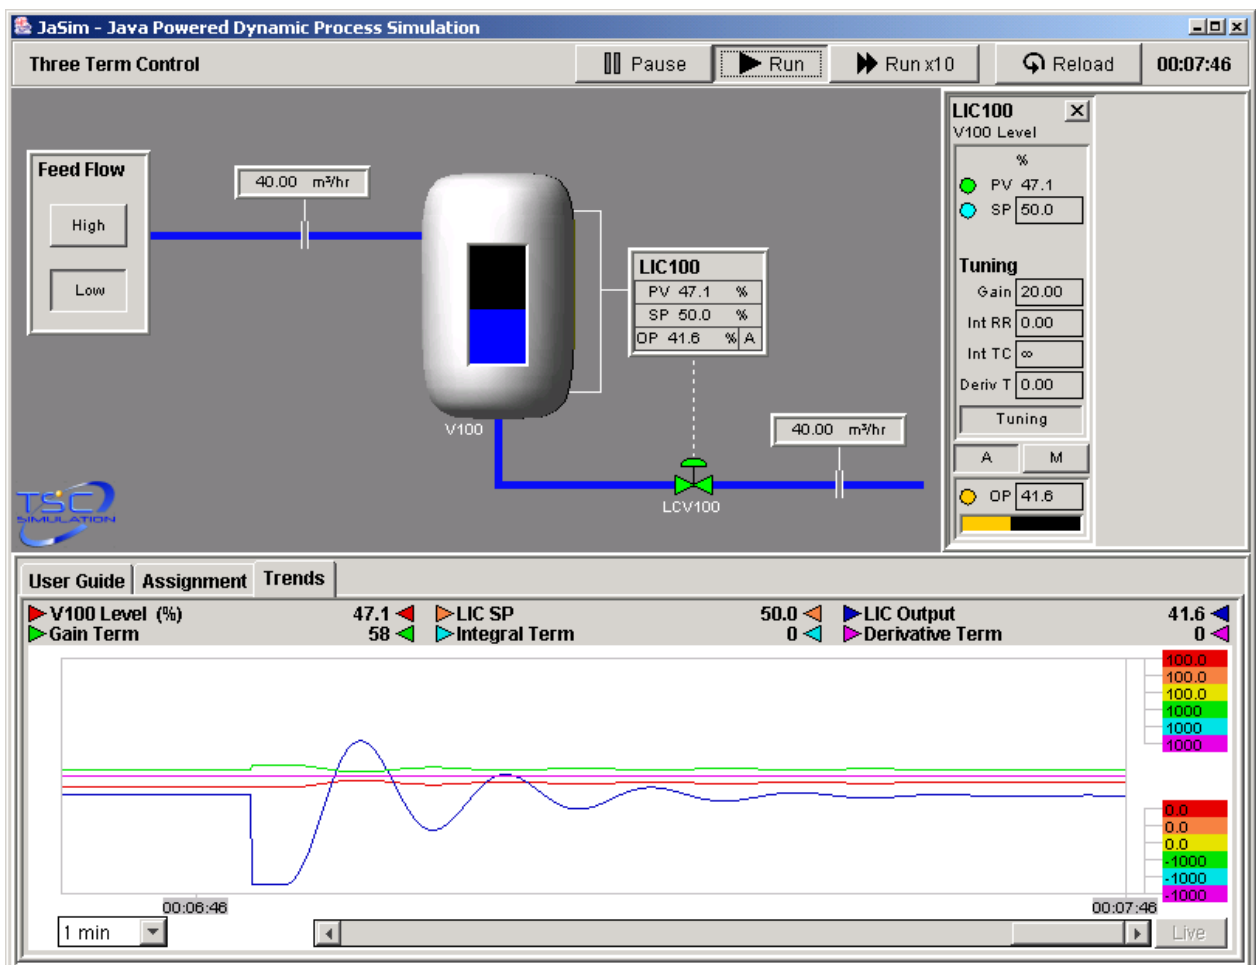 JaSim - Java Powered Dynamic Process Simulation
Three Term Control
Pause
Run
Run x10
Reload
00:07:46
Feed Flow
High
Low
40.00 m³/hr
V100
LIC100
PV 47.1 %
SP 50.0 %
OP 41.6 % A
40.00 m³/hr
LCV100
TSC
SIMULATION
LIC100
V100 Level
%
PV 47.1
SP 50.0
Tuning
Gain 20.00
Int RR 0.00
Int TC ∞
Deriv T 0.00
Tuning
A M
OP 41.6
User Guide Assignment Trends
V100 Level (%) 47.1 LIC SP 50.0 LIC Output 41.6
Gain Term 58 Integral Term 0 Derivative Term 0
100.0
100.0
100.0
1000
1000
1000
0.0
0.0
0.0
-1000
-1000
-1000
00:06:46 00:07:46
1 min
Live